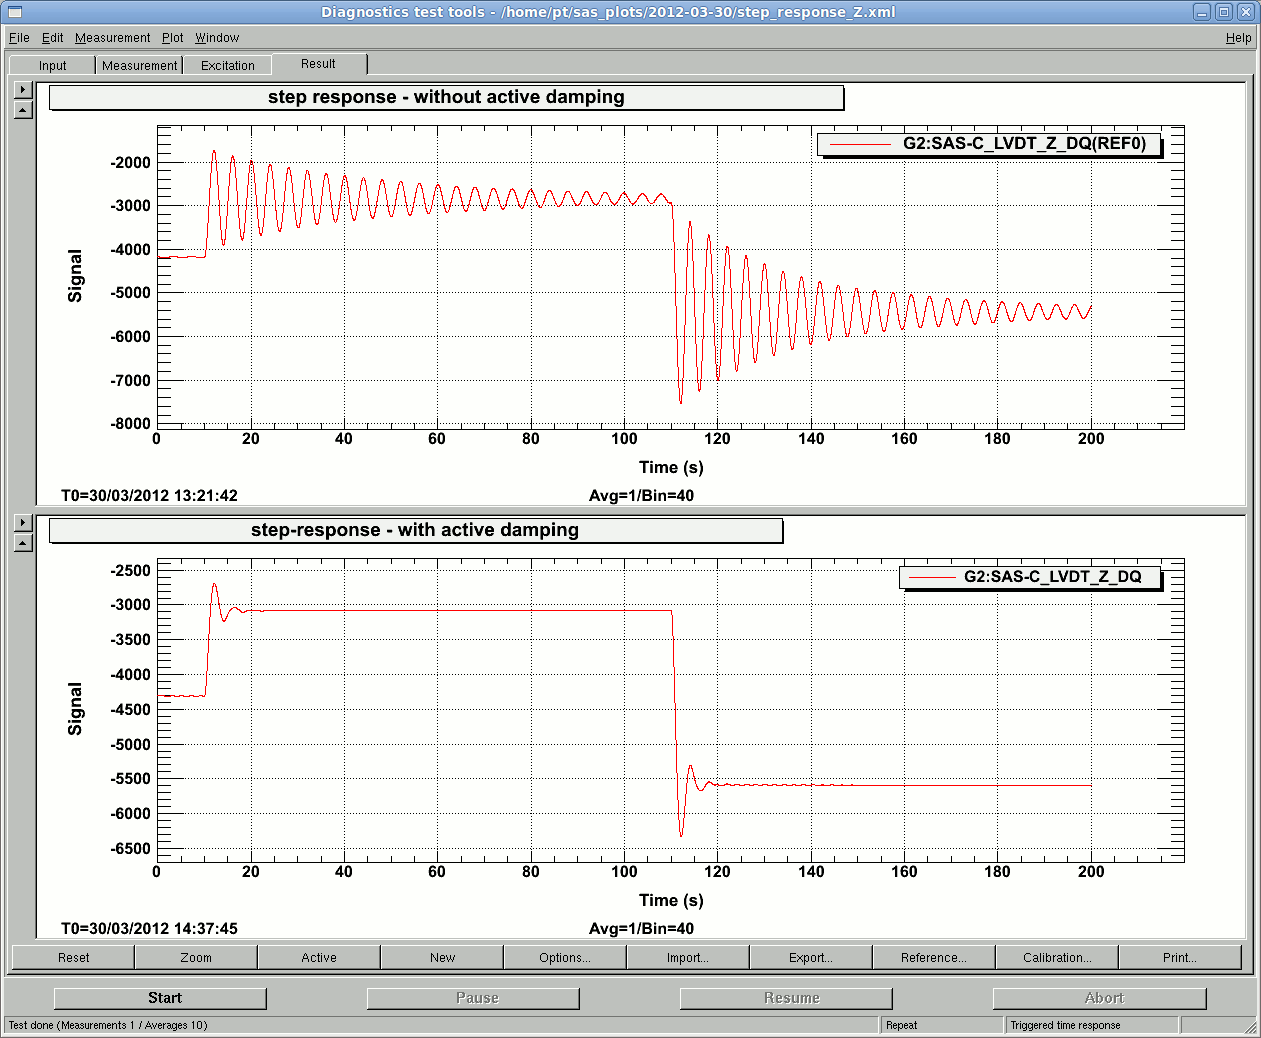 Diagnostics test tools - /home/pt/sas_plots/2012-03-30/step_response_Z.xml
File Edit Measurement Plot Window Help
Input Measurement Excitation Result
step response - without active damping
G2:SAS-C_LVDT_Z_DQ(REF0)
-2000
-3000
-4000
-5000
-6000
-7000
-8000
Signal
0 20 40 60 80 100 120 140 160 180 200
Time (s)
T0=30/03/2012 13:21:42 Avg=1/Bin=40
step-response - with active damping
G2:SAS-C_LVDT_Z_DQ
-2500
-3000
-3500
-4000
-4500
-5000
-5500
-6000
-6500
Signal
0 20 40 60 80 100 120 140 160 180 200
Time (s)
T0=30/03/2012 14:37:45 Avg=1/Bin=40
Reset Zoom Active New Options... Import... Export... Reference... Calibration... Print...
Start Pause Resume Abort
Test done (Measurements 1 / Averages 10) Repeat Triggered time response